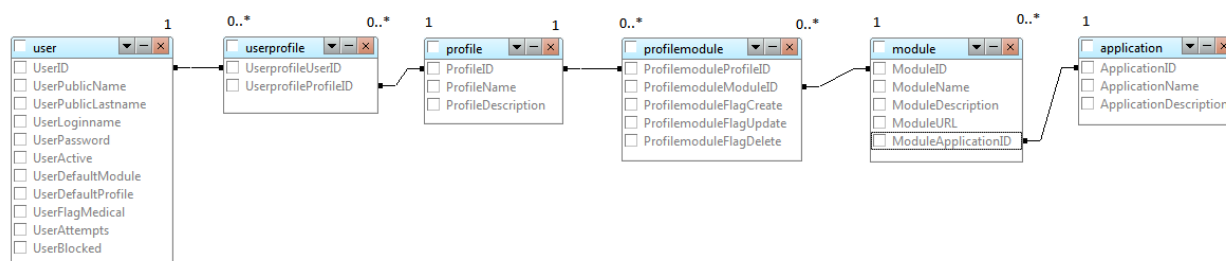 1
0..*
0..*
1
1
0..*
0..*
1
0..*
1
user
UserID
UserPublicName
UserPublicLastname
UserLoginname
UserPassword
UserActive
UserDefaultModule
UserDefaultProfile
UserFlagMedical
UserAttempts
UserBlocked
userprofile
UserprofileUserID
UserprofileProfileID
profile
ProfileID
ProfileName
ProfileDescription
profilemodule
ProfilemoduleProfileID
ProfilemoduleModuleID
ProfilemoduleFlagCreate
ProfilemoduleFlagUpdate
ProfilemoduleFlagDelete
module
ModuleID
ModuleName
ModuleDescription
ModuleURL
ModuleApplicationID
application
ApplicationID
ApplicationName
ApplicationDescription